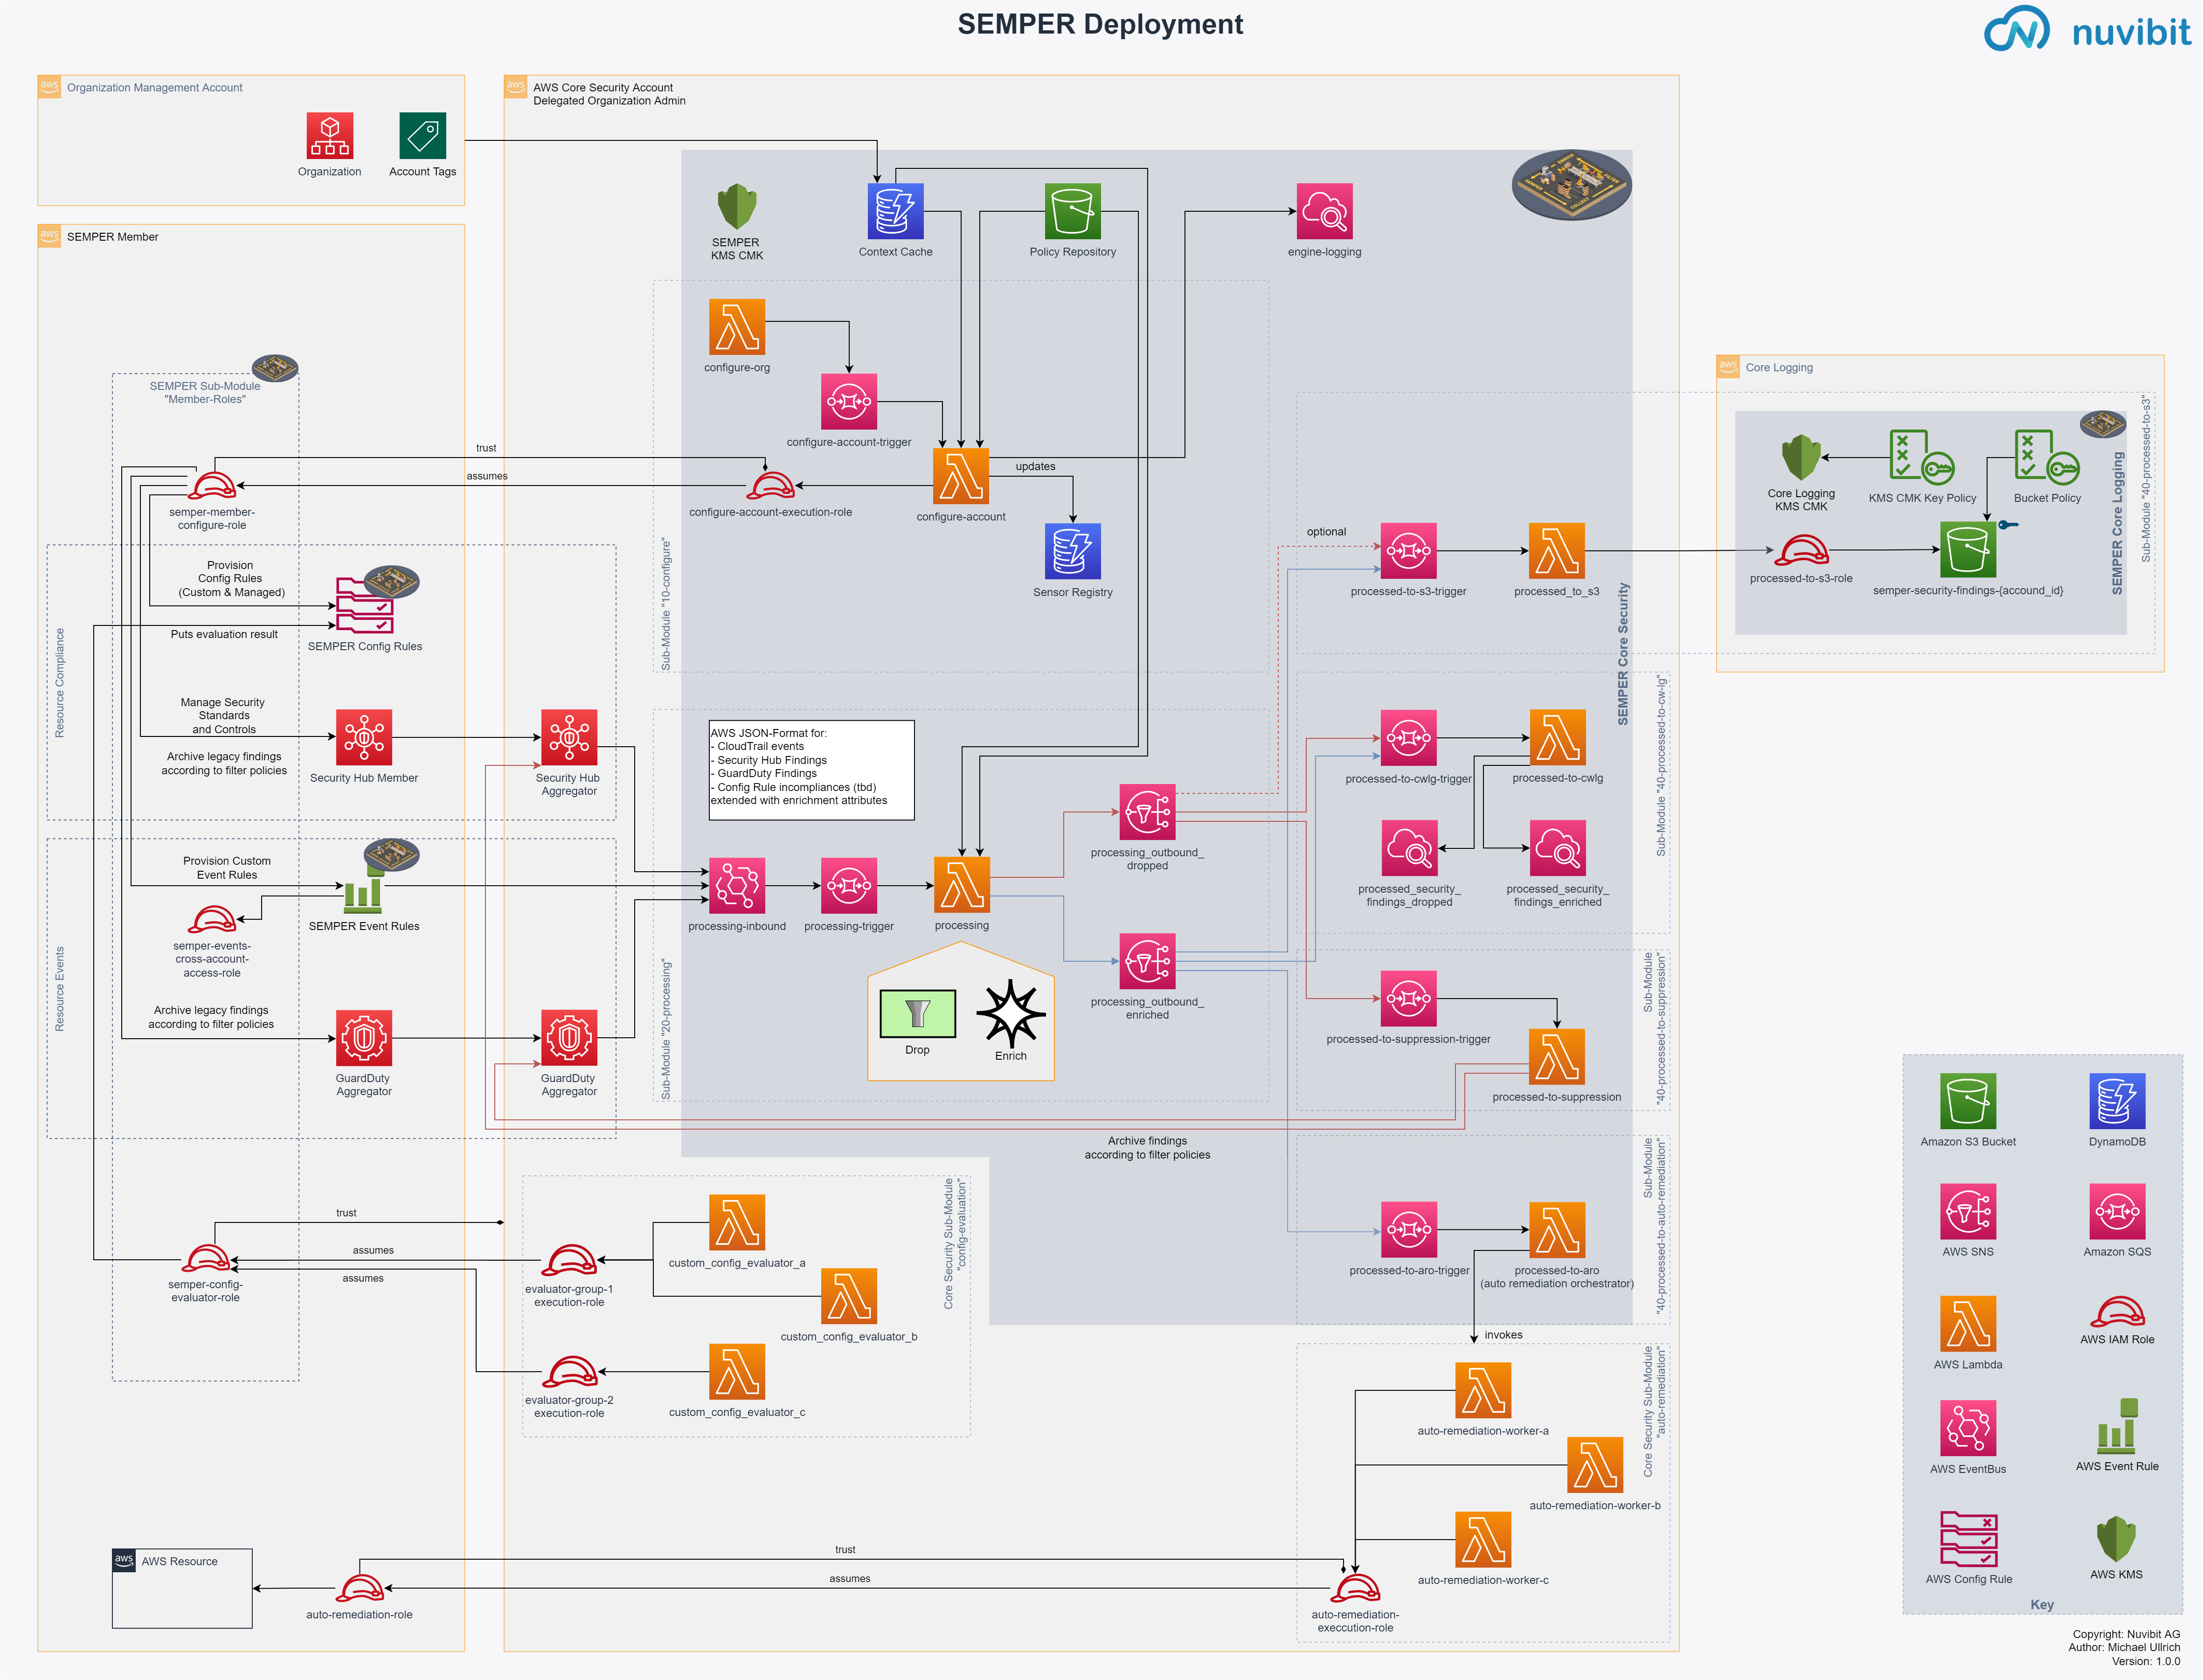 SEMPER Deployment
nuvibit
aws
Organization Management Account
Organization
Account Tags
aws
AWS Core Security Account
Delegated Organization Admin
aws
SEMPER Member
SEMPER
KMS CMK
Context Cache
Policy Repository
engine-logging
configure-org
configure-account-trigger
configure-account
updates
Sensor Registry
configure-account-execution-role
Sub-Module "10-configure"
trust
assumes
SEMPER Sub-Module
"Member-Roles"
semper-member-
configure-role
Resource Compliance
Provision
Config Rules
(Custom & Managed)
Puts evaluation result
SEMPER Config Rules
Manage Security
Standards
and Controls
Archive legacy findings
according to filter policies
Security Hub Member
Security Hub
Aggregator
Resource Events
Provision Custom
Event Rules
SEMPER Event Rules
semper-events-
cross-account-
access-role
Archive legacy findings
according to filter policies
GuardDuty
Aggregator
GuardDuty
Aggregator
AWS JSON-Format for:
- CloudTrail events
- Security Hub Findings
- GuardDuty Findings
- Config Rule incompliances (tbd)
extended with enrichment attributes
processing-inbound
processing-trigger
processing
Drop
Enrich
Sub-Module "20-processing"
processing_outbound_
dropped
processing_outbound_
enriched
SEMPER Core Security
optional
processed-to-s3-trigger
processed_to_s3
aws
Core Logging
Core Logging
KMS CMK
KMS CMK Key Policy
Bucket Policy
processed-to-s3-role
semper-security-findings-{accound_id}
SEMPER Core Logging
Sub-Module "40-processed-to-s3"
processed-to-cwlg-trigger
processed-to-cwlg
processed_security_
findings_dropped
processed_security_
findings_enriched
Sub-Module "40-processed-to-cw-lg"
processed-to-suppression-trigger
processed-to-suppression
Sub-Module
"40-processed-to-suppression"
Archive findings
according to filter policies
processed-to-aro-trigger
processed-to-aro
(auto remediation orchestrator)
Sub-Module
"40-processed-to-auto-remediation"
invokes
trust
assumes
assumes
semper-config-
evaluator-role
evaluator-group-1
execution-role
evaluator-group-2
execution-role
custom_config_evaluator_a
custom_config_evaluator_b
custom_config_evaluator_c
Core Security Sub-Module
"config-evaluation"
auto-remediation-worker-a
auto-remediation-worker-b
auto-remediation-worker-c
Core Security Sub-Module
"auto-remediation"
auto-remediation-
execcution-role
trust
assumes
aws
AWS Resource
auto-remediation-role
Amazon S3 Bucket
DynamoDB
AWS SNS
Amazon SQS
AWS Lambda
AWS IAM Role
AWS EventBus
AWS Event Rule
AWS Config Rule
AWS KMS
Key
Copyright: Nuvibit AG
Author: Michael Ullrich
Version: 1.0.0